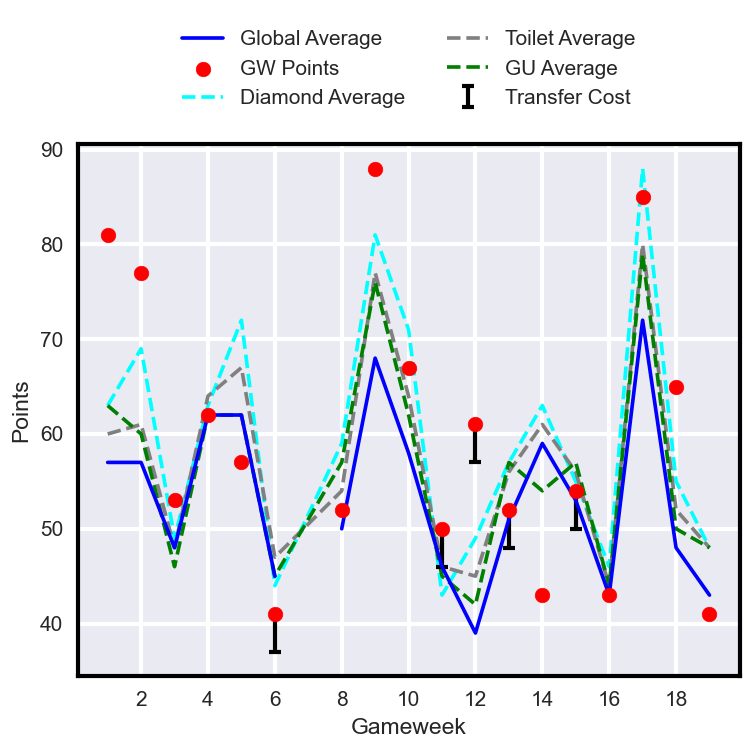 Global Average
GW Points
Diamond Average
Toilet Average
GU Average
Transfer Cost
90
80
70
60
50
40
Points
2 4 6 8 10 12 14 16 18
Gameweek